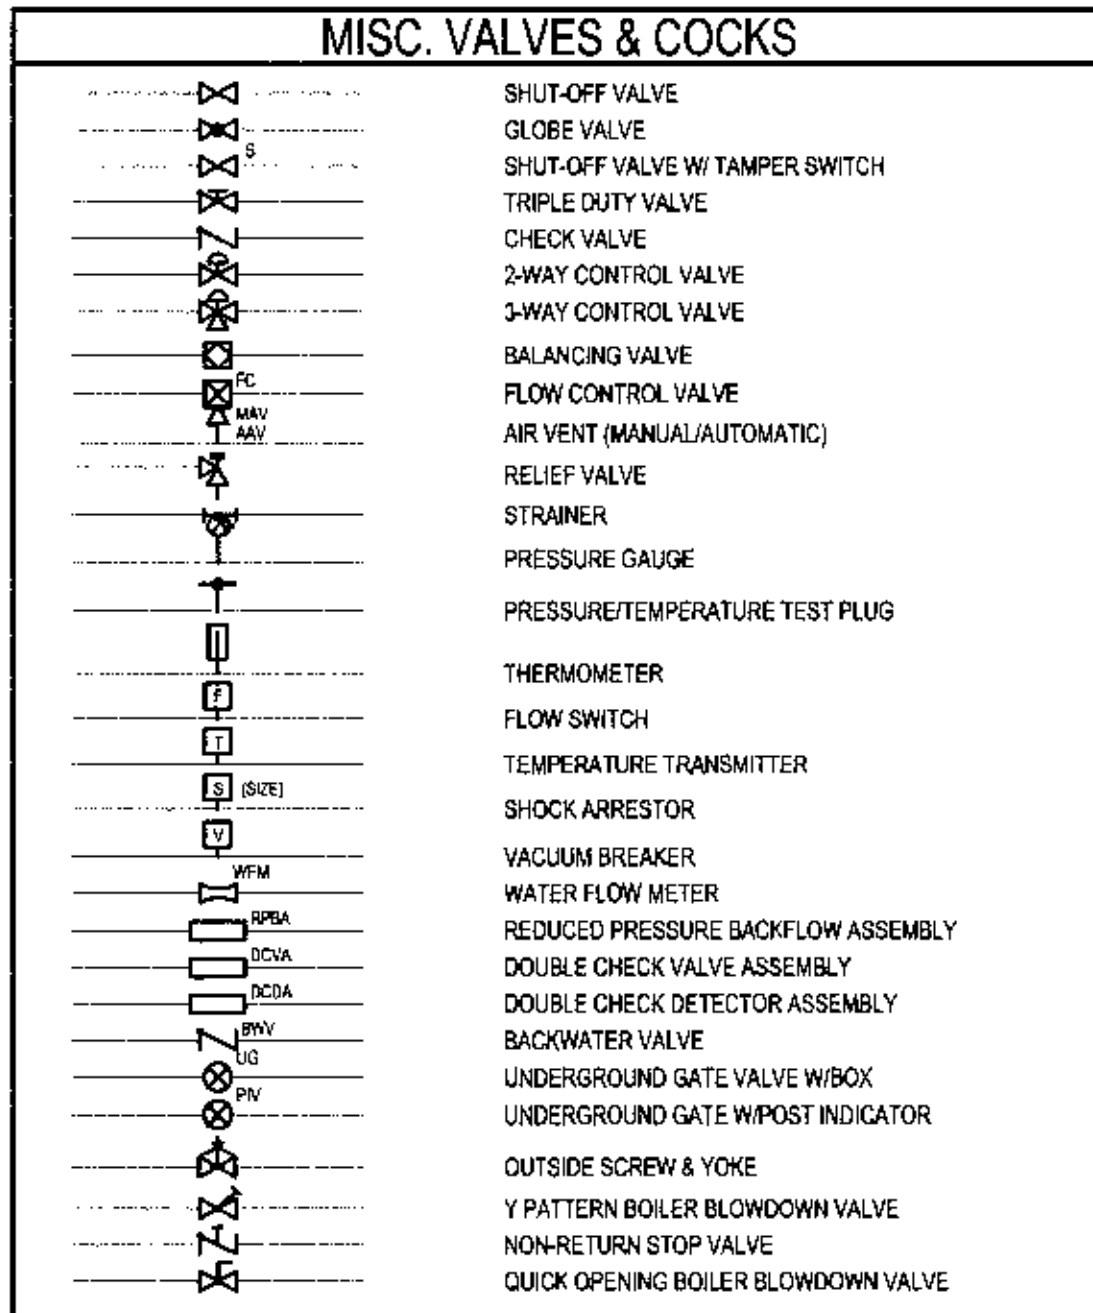 MISC. VALVES & COCKS
SHUT-OFF VALVE
GLOBE VALVE
S SHUT-OFF VALVE W/ TAMPER SWITCH
TRIPLE DUTY VALVE
CHECK VALVE
2-WAY CONTROL VALVE
3-WAY CONTROL VALVE
BALANCING VALVE
FC FLOW CONTROL VALVE
MAV
AAV AIR VENT (MANUAL/AUTOMATIC)
RELIEF VALVE
STRAINER
PRESSURE GAUGE
PRESSURE/TEMPERATURE TEST PLUG
THERMOMETER
F FLOW SWITCH
T TEMPERATURE TRANSMITTER
S (SIZE) SHOCK ARRESTOR
V VACUUM BREAKER
WFM WATER FLOW METER
RPBA REDUCED PRESSURE BACKFLOW ASSEMBLY
DCVA DOUBLE CHECK VALVE ASSEMBLY
DCDA DOUBLE CHECK DETECTOR ASSEMBLY
BWV BACKWATER VALVE
UG UNDERGROUND GATE VALVE W/BOX
PIV UNDERGROUND GATE W/POST INDICATOR
OUTSIDE SCREW & YOKE
Y PATTERN BOILER BLOWDOWN VALVE
NON-RETURN STOP VALVE
QUICK OPENING BOILER BLOWDOWN VALVE